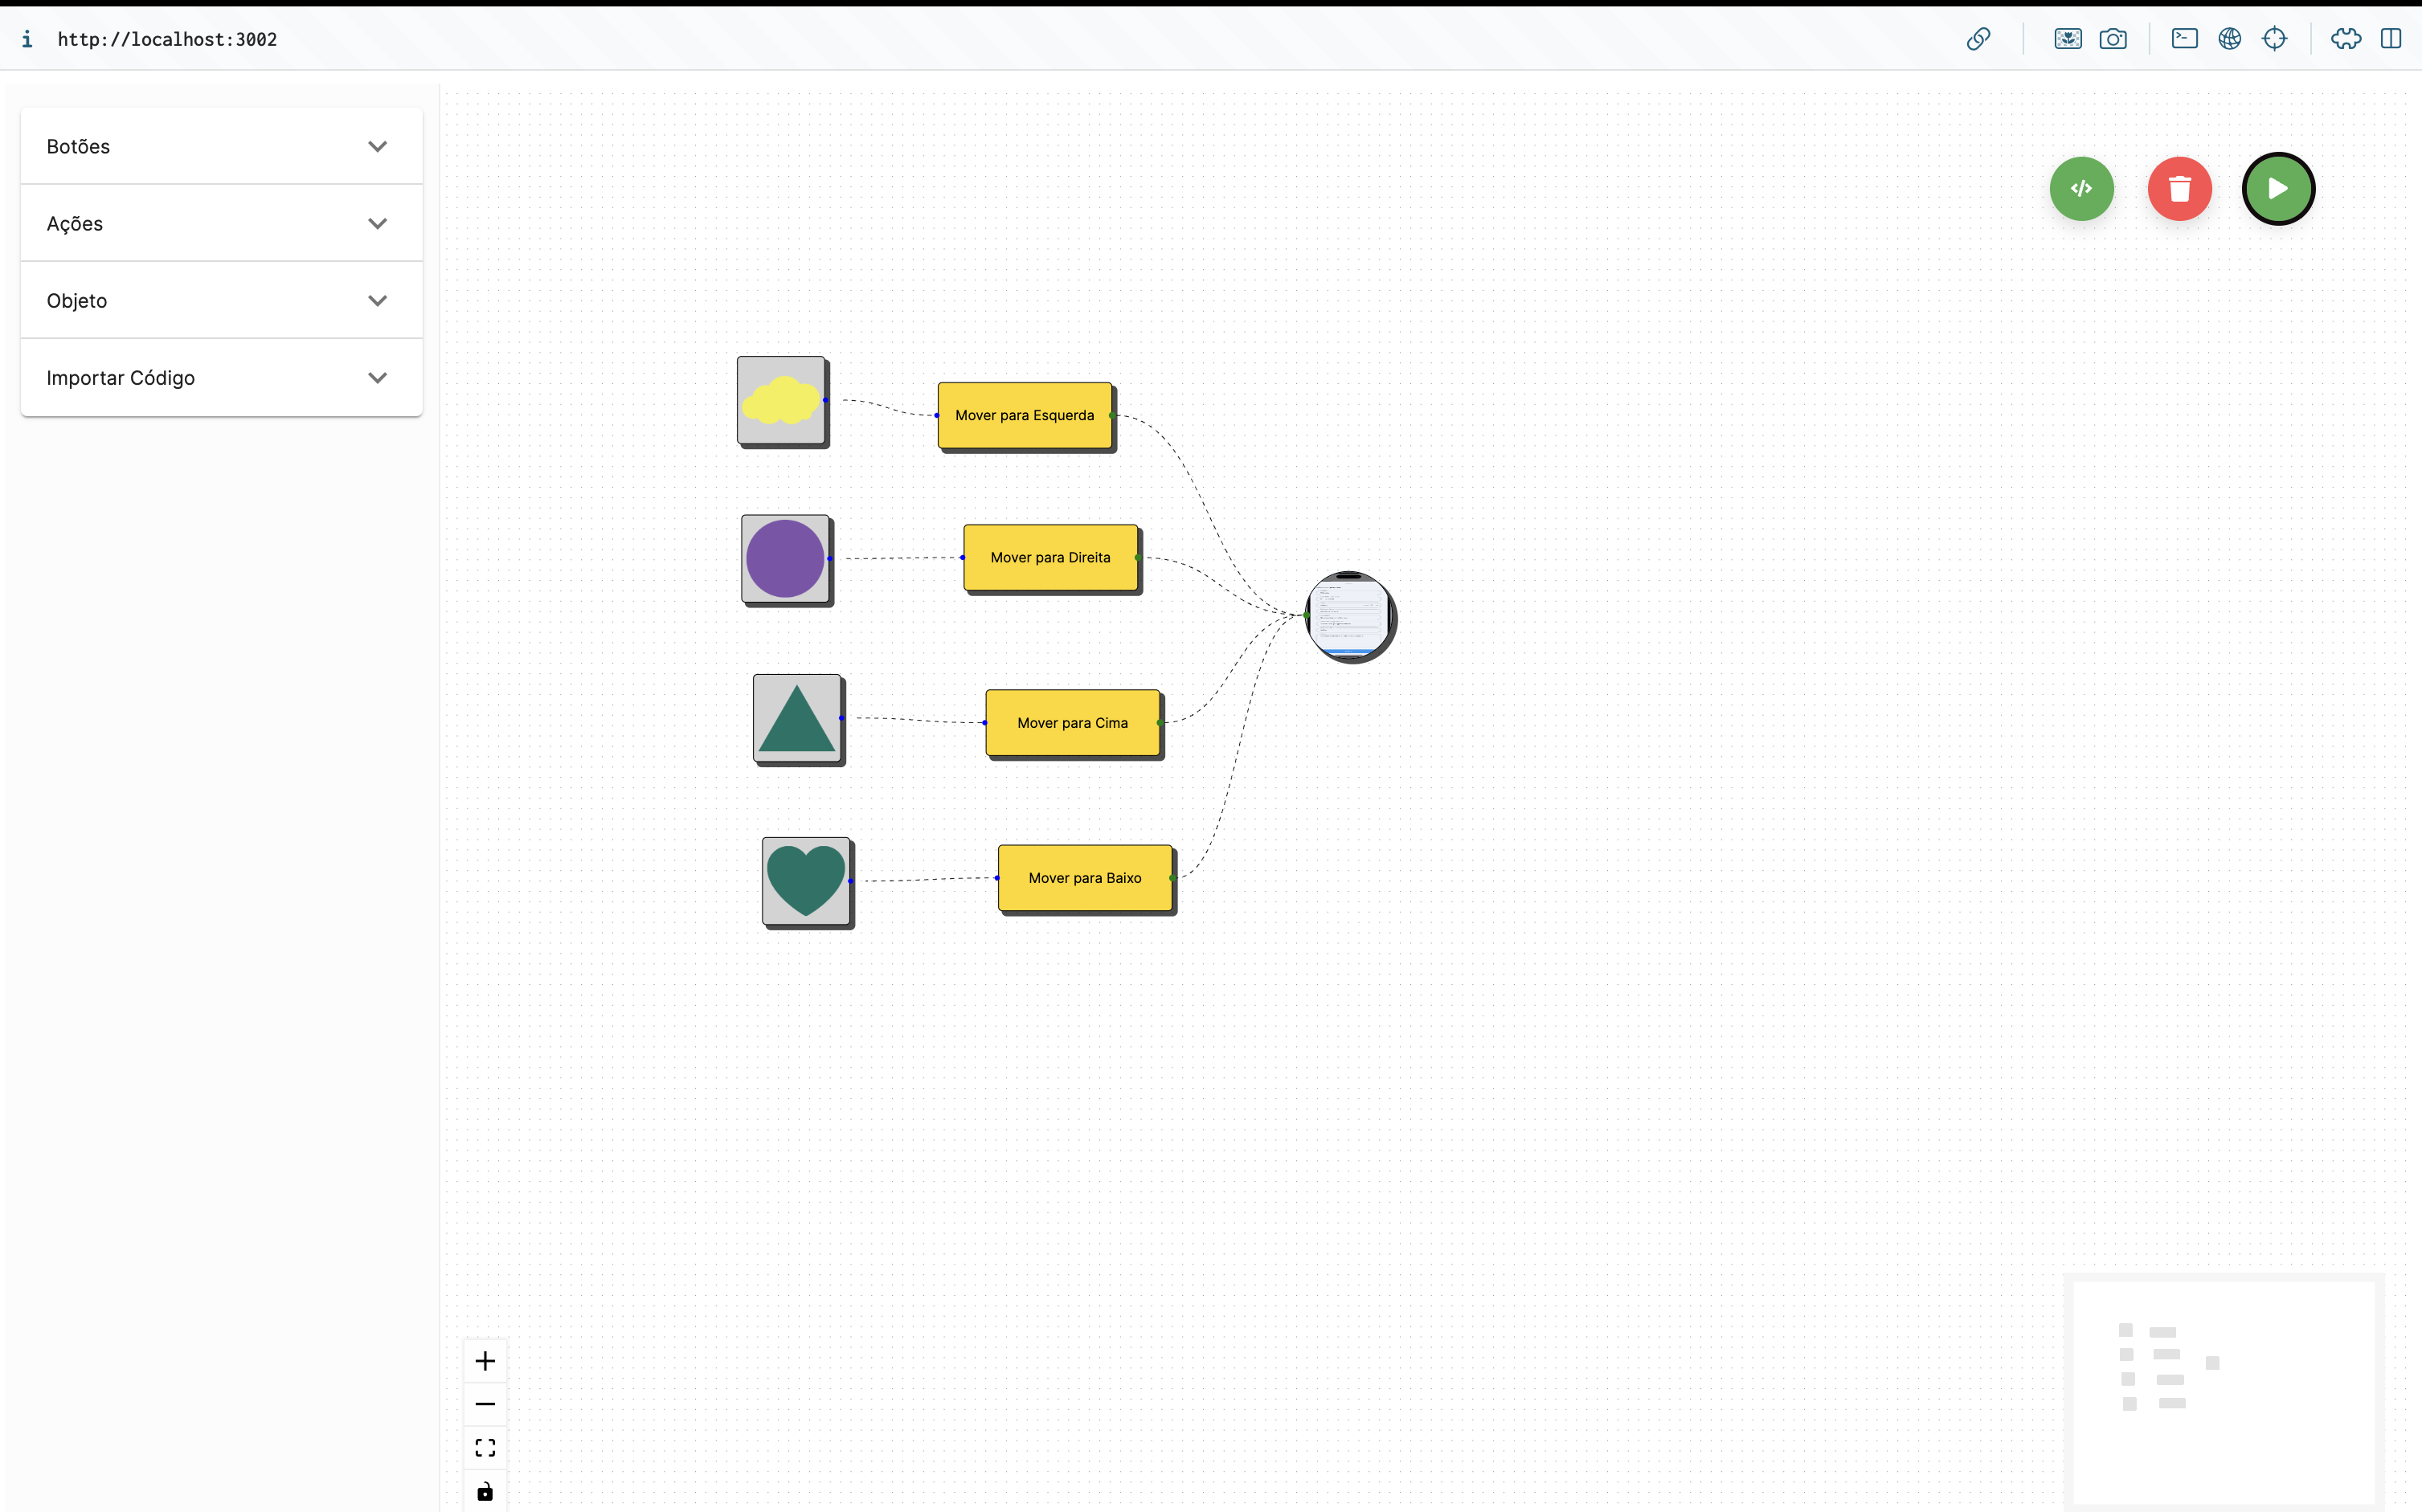 http://localhost:3002
Botões
Ações
Objeto
Importar Código
Mover para Esquerda
Mover para Direita
Mover para Cima
Mover para Baixo